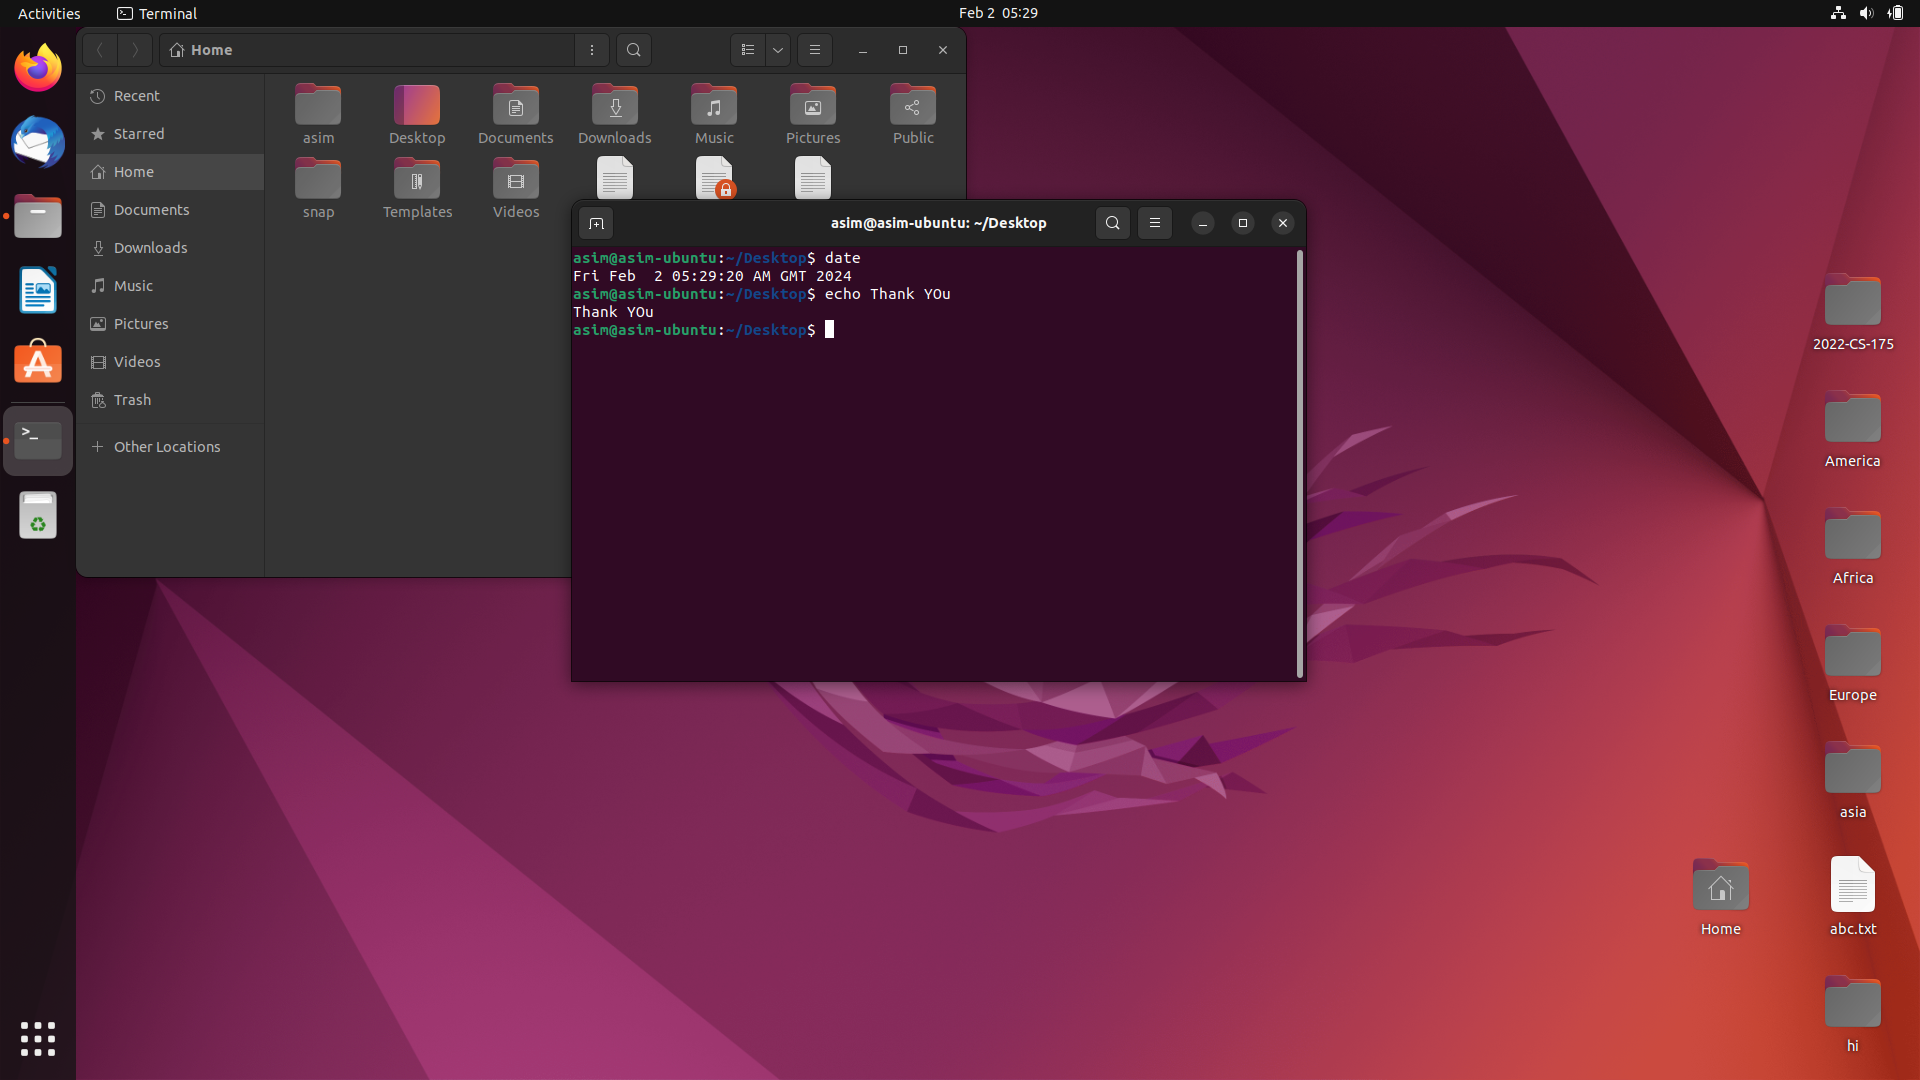 Activities
Terminal
Feb 2 05:29
Home
Recent
Starred
Home
Documents
Downloads
Music
Pictures
Videos
Trash
Other Locations
asim
Desktop
Documents
Downloads
Music
Pictures
Public
snap
Templates
Videos
asim@asim-ubuntu: ~/Desktop
asim@asim-ubuntu:~/Desktop$ date
Fri Feb  2 05:29:20 AM GMT 2024
asim@asim-ubuntu:~/Desktop$ echo Thank YOu
Thank YOu
asim@asim-ubuntu:~/Desktop$
>_
2022-CS-175
America
Africa
Europe
asia
Home
abc.txt
hi